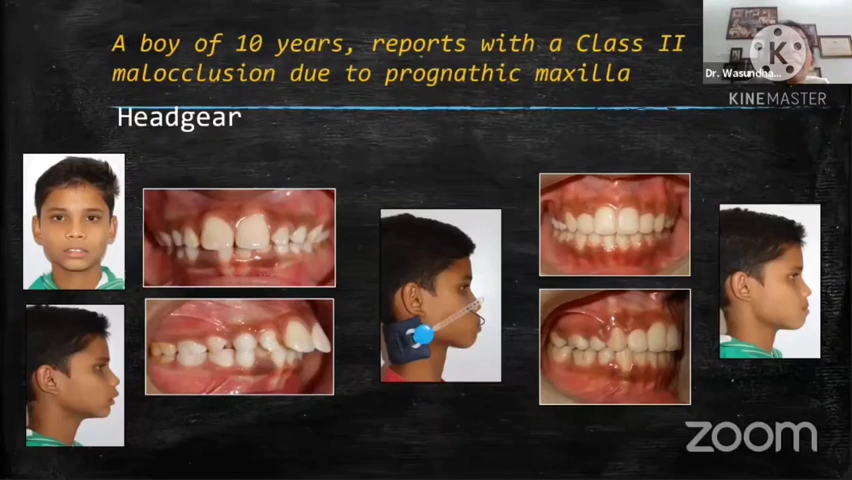 A boy of 10 years, reports with a Class II
malocclusion due to prognathic maxilla
Headgear
K
Dr. Wasundha...
KINEMASTER
zoom